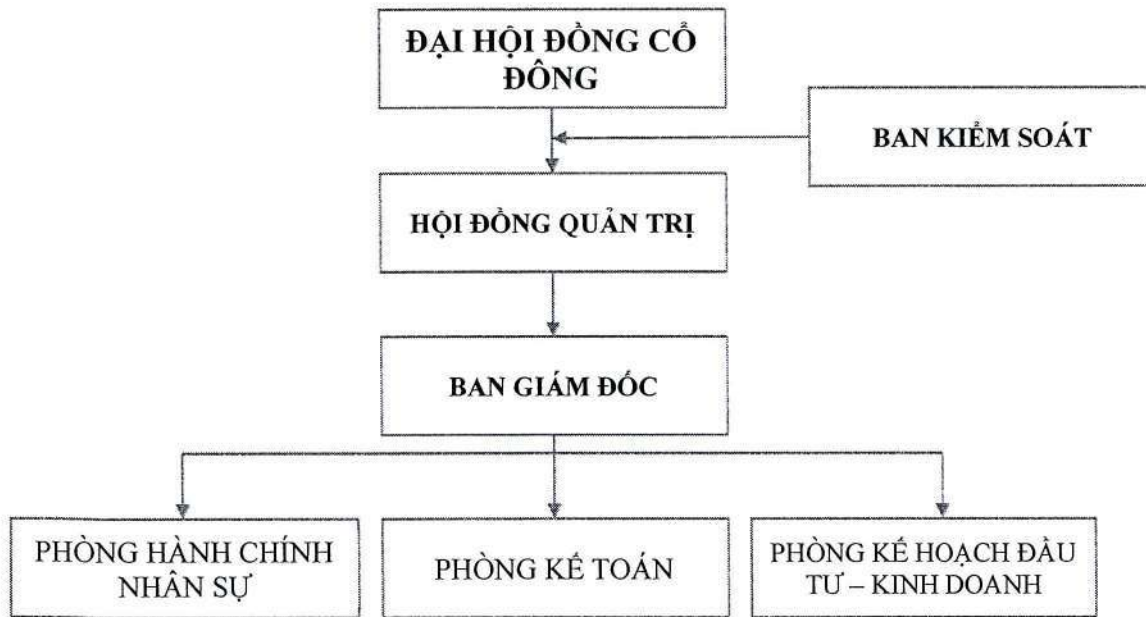 ĐẠI HỘI ĐỒNG CỔ
ĐÔNG
BAN KIỂM SOÁT
HỘI ĐỒNG QUẢN TRỊ
BAN GIÁM ĐỐC
PHÒNG HÀNH CHÍNH
NHÂN SỰ
PHÒNG KẾ TOÁN
PHÒNG KẾ HOẠCH ĐẦU
TƯ – KINH DOANH